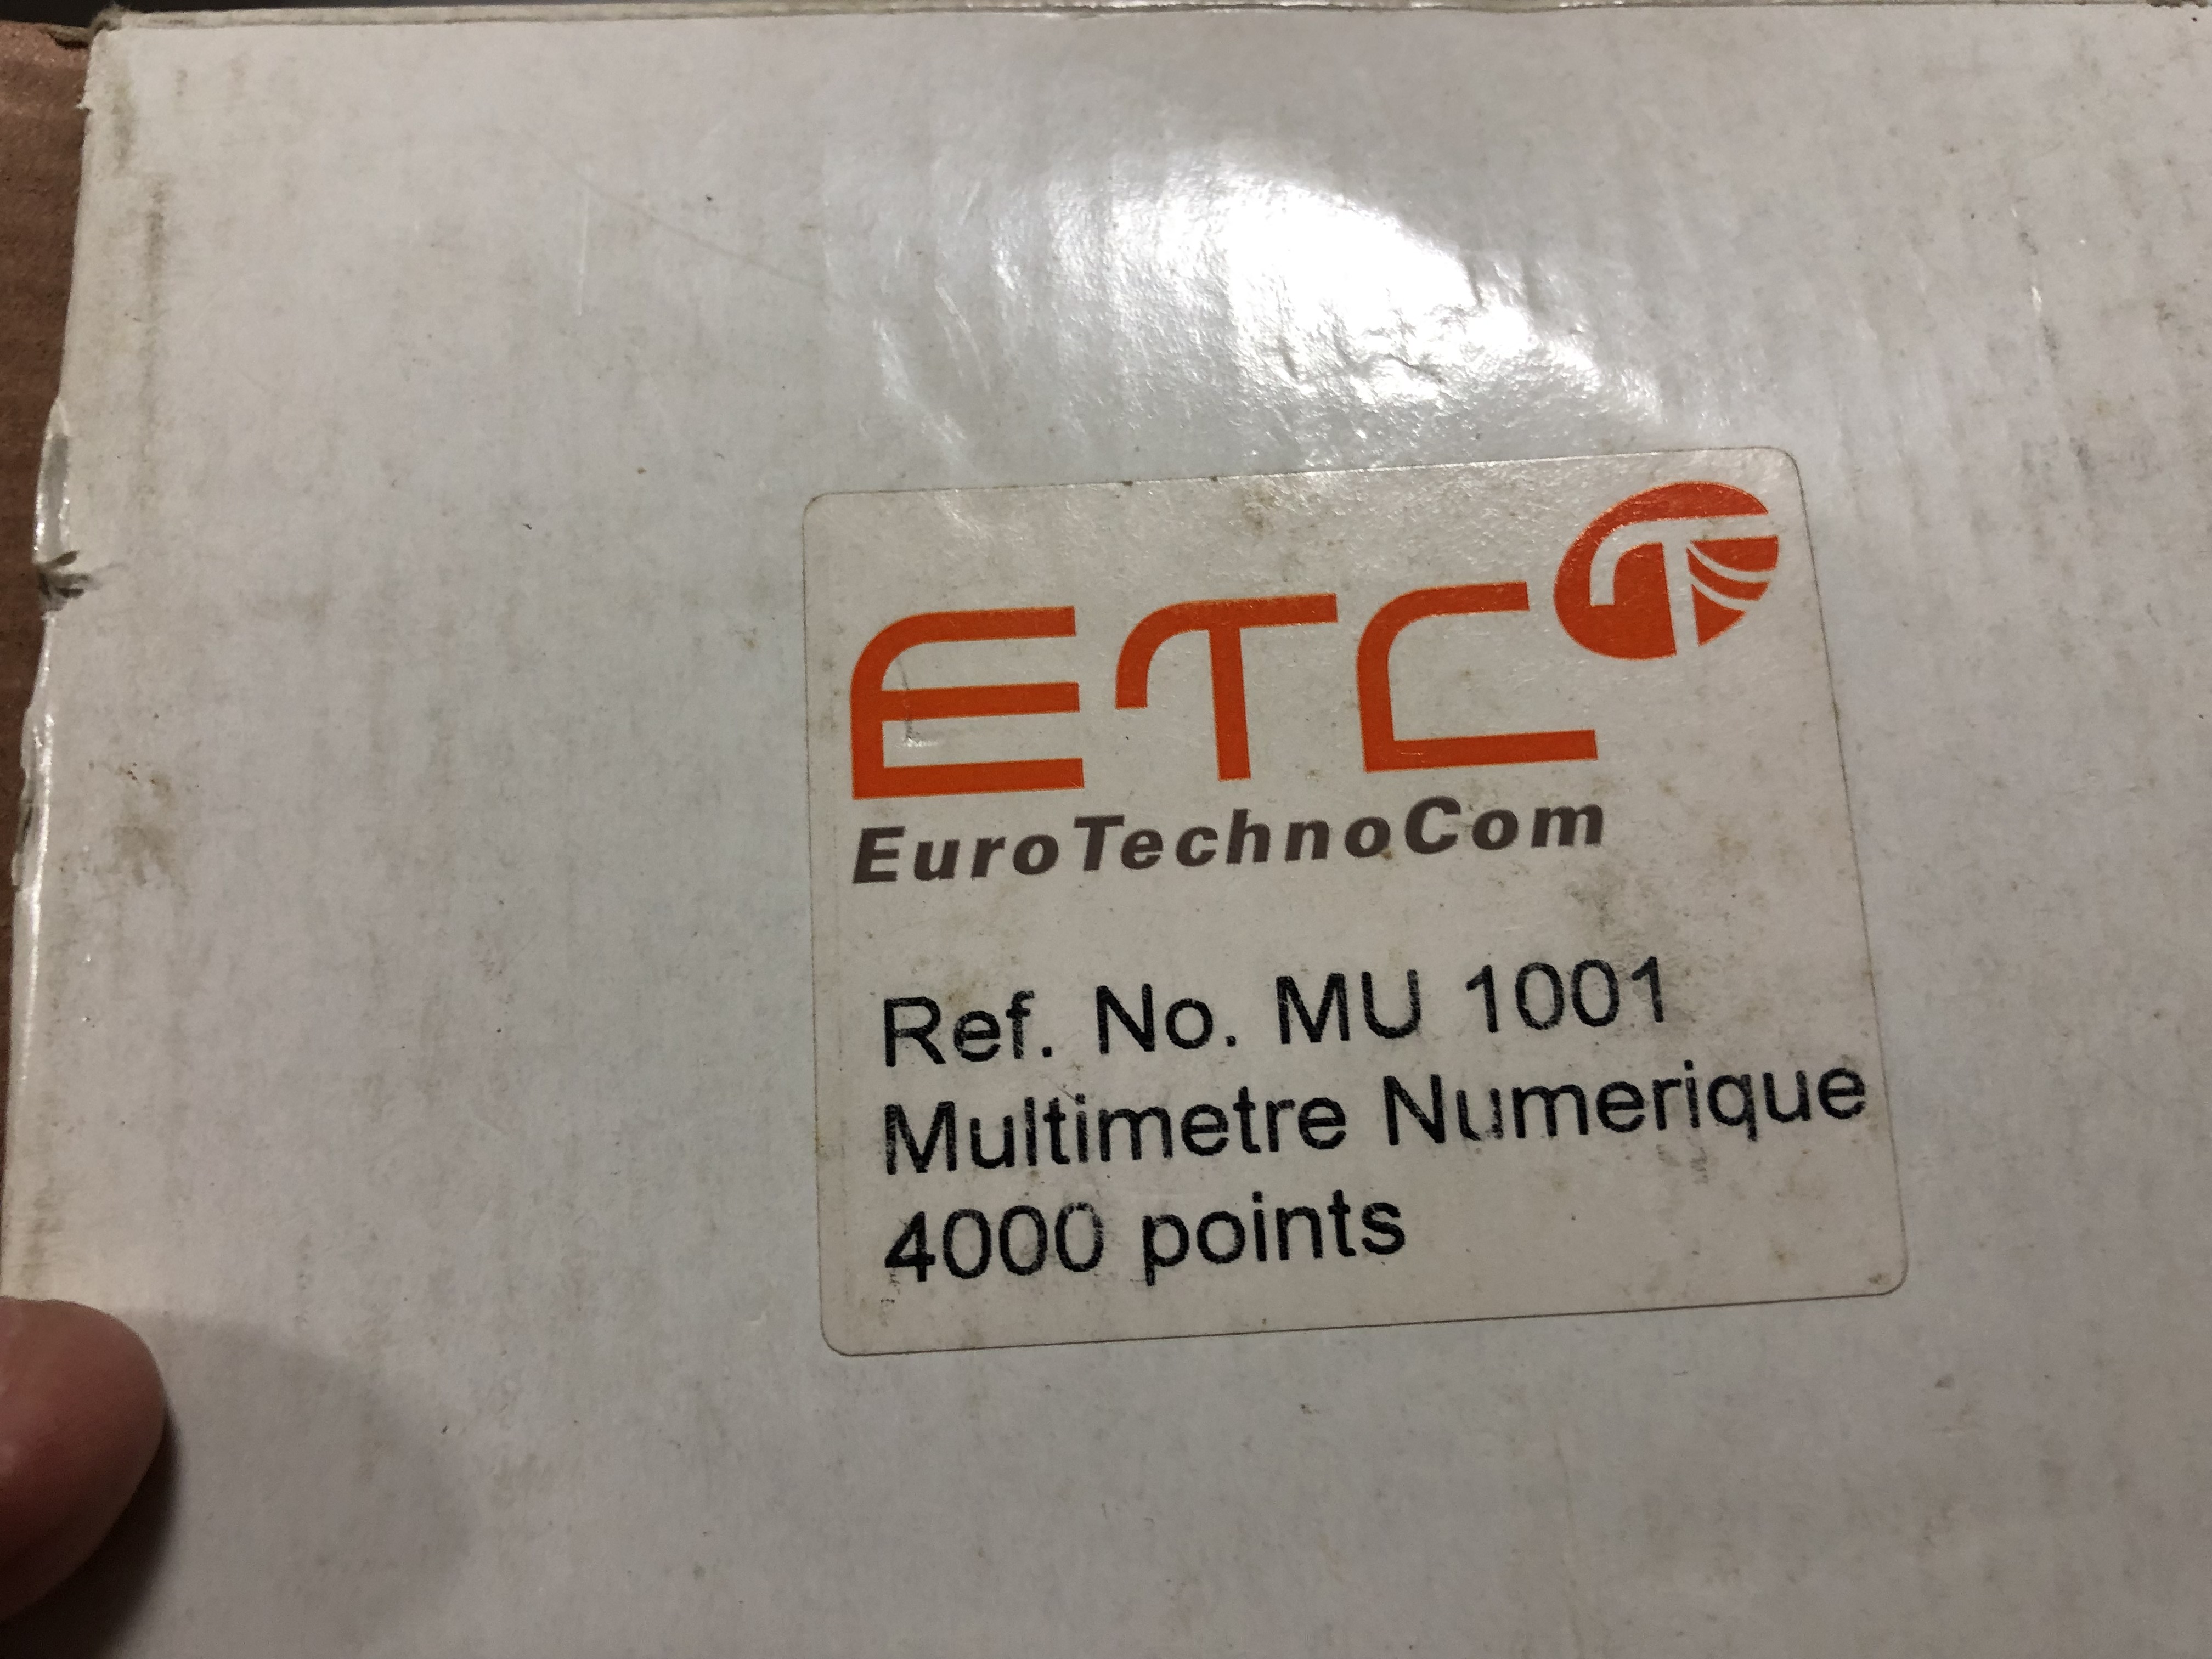 ETC
EuroTechnoCom
Ref. No. MU 1001
Multimetre Numerique
4000 points